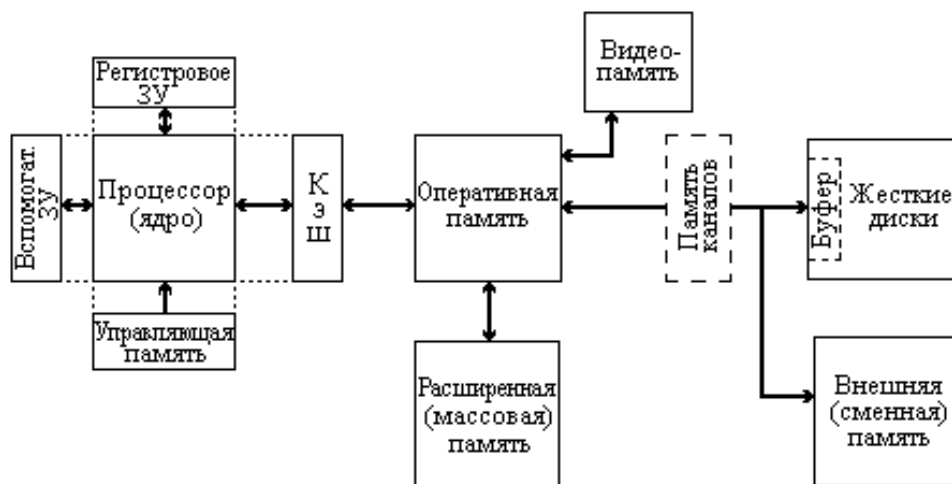 Видео-
память
Регистровое
ЗУ
Вспомогат.
ЗУ
Процессор
(ядро)
К
э
ш
Оперативная
память
Память
каналов
Буфер
Жесткие
диски
Управляющая
память
Расширенная
(массовая)
память
Внешняя
(сменная)
память